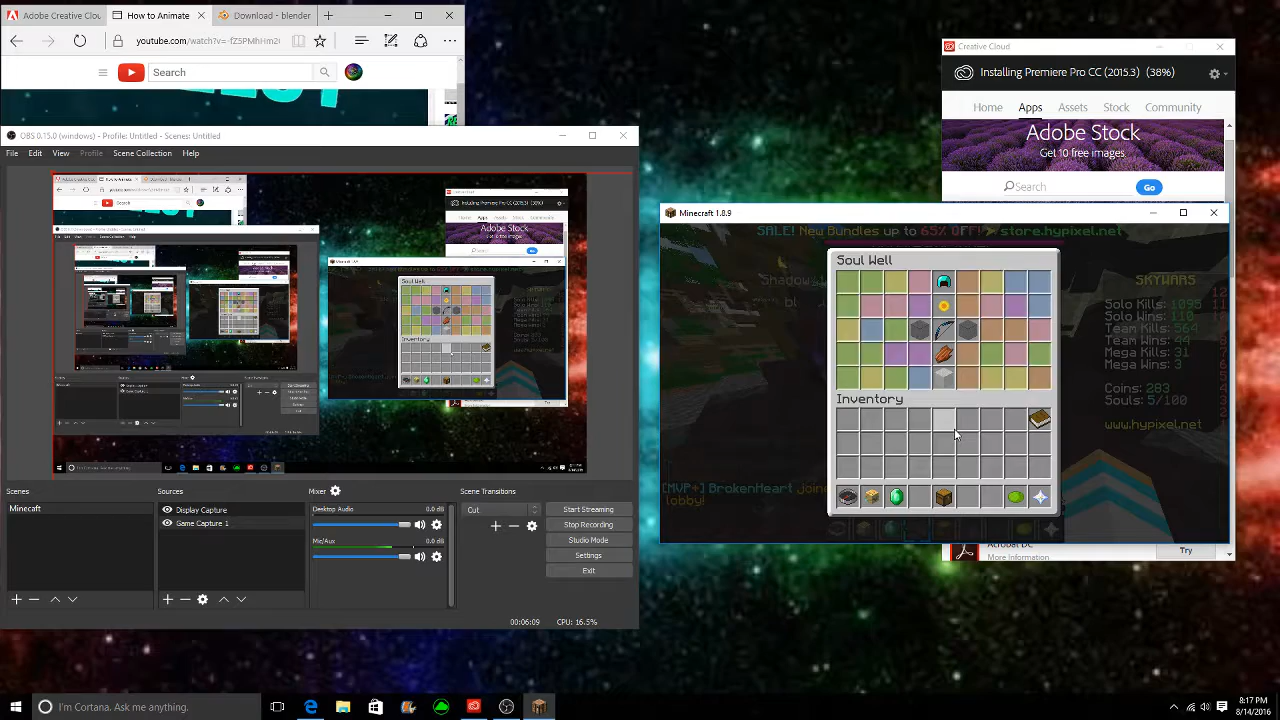 Adobe Creative Clou
How to Animate
Download - blender
youtube.com/watch?v=-fZ5PMhHm2
Search
OBS 0.15.0 (windows) - Profile: Untitled - Scenes: Untitled
File Edit View Profile Scene Collection Help
Scenes
Minecaft
Sources
Display Capture
Game Capture 1
Mixer
Desktop Audio 0.0 dB
Mic/Aux 0.0 dB
Scene Transitions
Cut
Start Streaming
Stop Recording
Studio Mode
Settings
Exit
00:06:09 CPU: 16.5%
Creative Cloud
Installing Premiere Pro CC (2015.3) (38%)
Home Apps Assets Stock Community
Adobe Stock
Get 10 free images.
Search
Go
Minecraft 1.8.9
SALE! New Bundles up to 65% OFF! store.hypixel.net
Soul Well
Inventory
Shadow
bl
SKYWARS
Solo Kills: 1095
Solo Wins: 110
Team Kills: 564
Team Wins: 44
Mega Kills: 31
Mega Wins: 3
Coins: 283
Souls: 5/100
www.hypixel.net
[MVP+] BrokenHeart joine
lobby!
Acrobat DC
More Information
Try
I'm Cortana. Ask me anything.
8:17 PM
8/14/2016